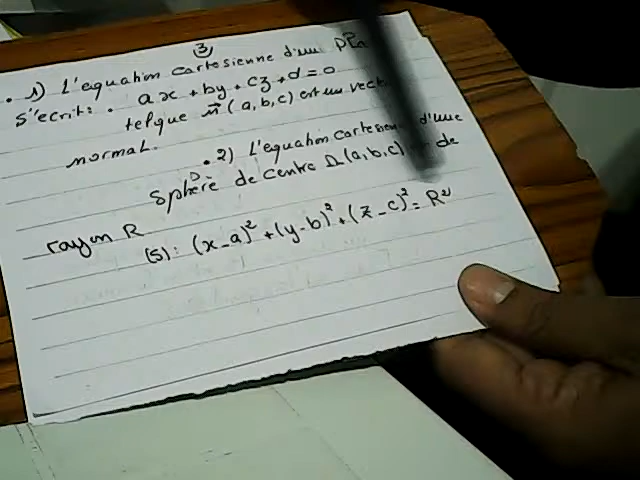 3
. 1) L'equation cartesienne d'un
s'ecrit: . ax + by + cz + d = 0
telque n⃗ (a, b, c) est un vect
normal.
. 2) L'equation cartesienne d'une
Sphère de centre Ω (a, b, c) de
rayon R
(S): (x - a)² + (y - b)² + (z - c)² = R²